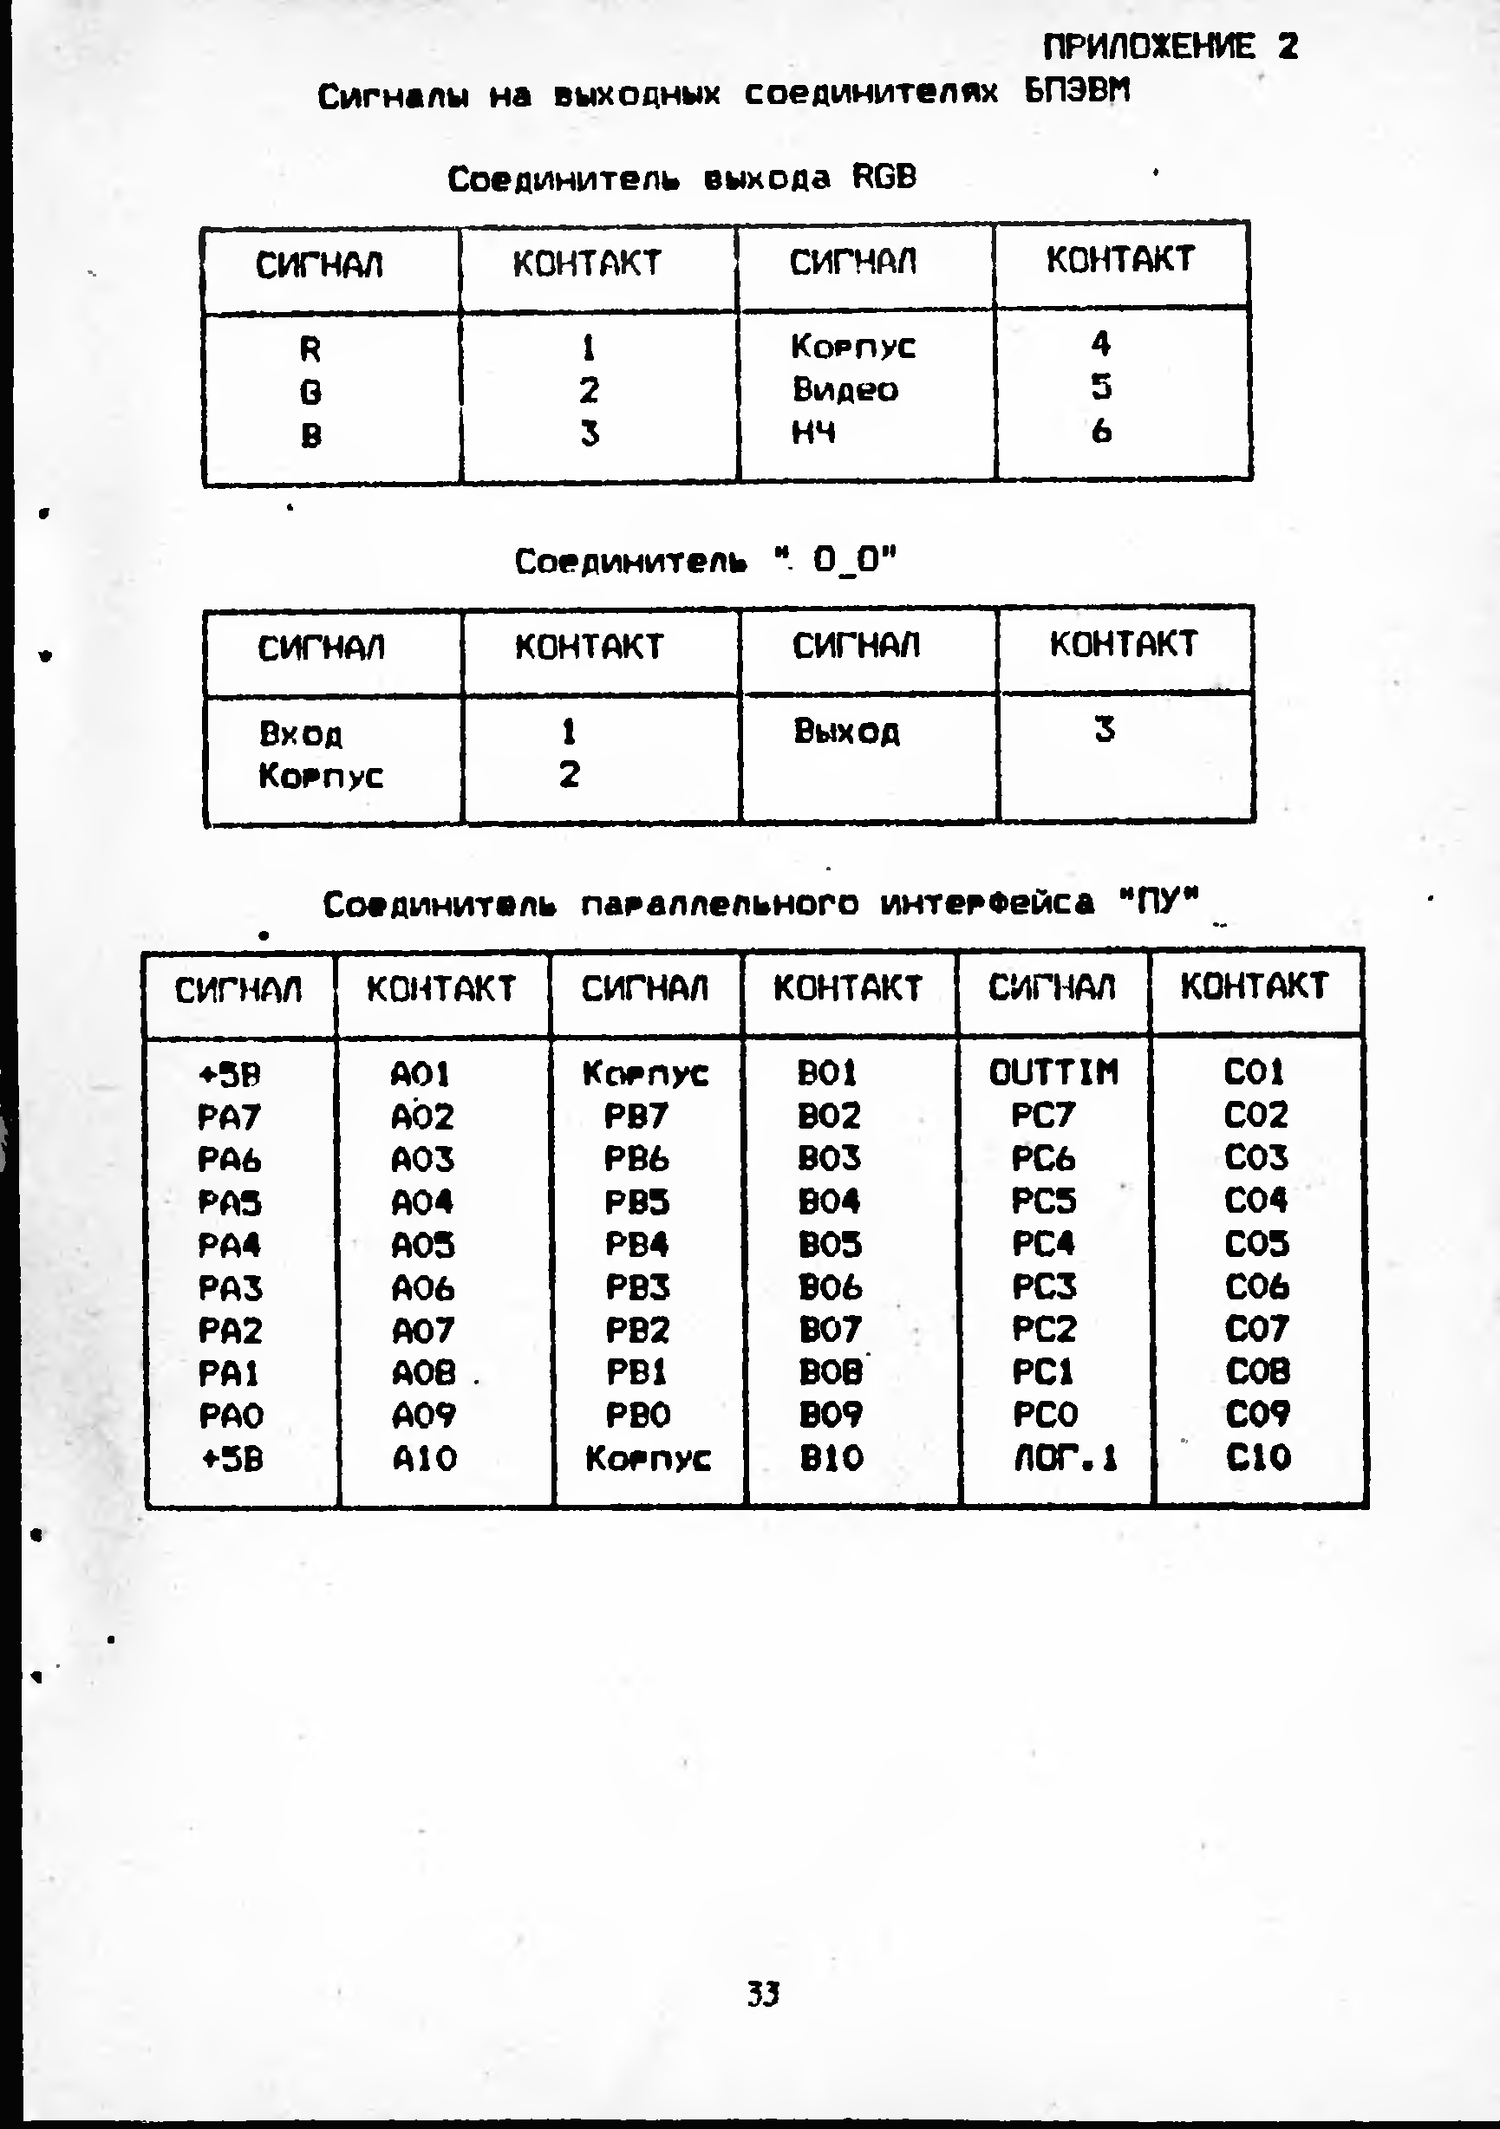 ПРИЛОЖЕНИЕ 2
Сигналы на выходных соединителях БПЭВМ
Соединитель выхода RGB
СИГНАЛ КОНТАКТ СИГНАЛ КОНТАКТ
R 1 Корпус 4
G 2 Видео 5
B 3 НЧ 6
Соединитель " O_O"
СИГНАЛ КОНТАКТ СИГНАЛ КОНТАКТ
Вход 1 Выход 3
Корпус 2
Соединитель параллельного интерфейса "ПУ"
СИГНАЛ КОНТАКТ СИГНАЛ КОНТАКТ СИГНАЛ КОНТАКТ
+5В A01 Корпус B01 OUTTIM C01
PA7 A02 PB7 B02 PC7 C02
PA6 A03 PB6 B03 PC6 C03
PA5 A04 PB5 B04 PC5 C04
PA4 A05 PB4 B05 PC4 C05
PA3 A06 PB3 B06 PC3 C06
PA2 A07 PB2 B07 PC2 C07
PA1 A08 PB1 B08 PC1 C08
PA0 A09 PB0 B09 PC0 C09
+5В A10 Корпус B10 ЛОГ.1 C10
33